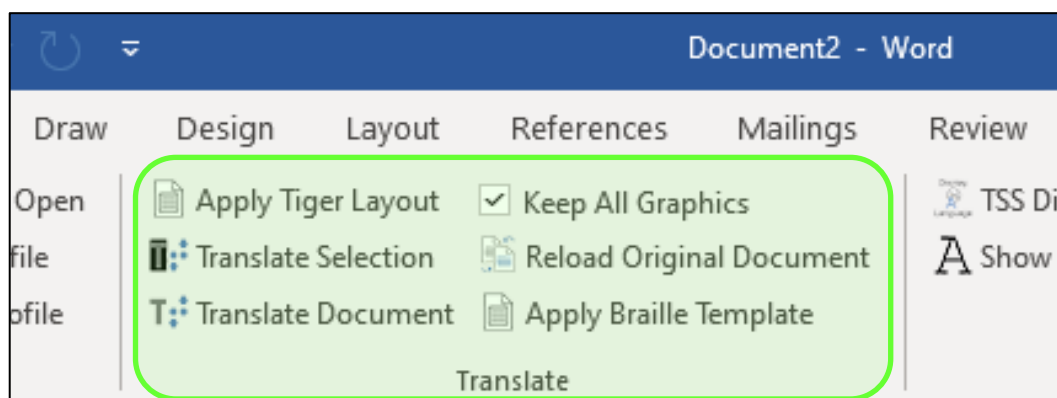 Document2 - Word
Draw Design Layout References Mailings Review
Open Apply Tiger Layout Keep All Graphics TSS Di
file Translate Selection Reload Original Document Show
ofile Translate Document Apply Braille Template
Translate